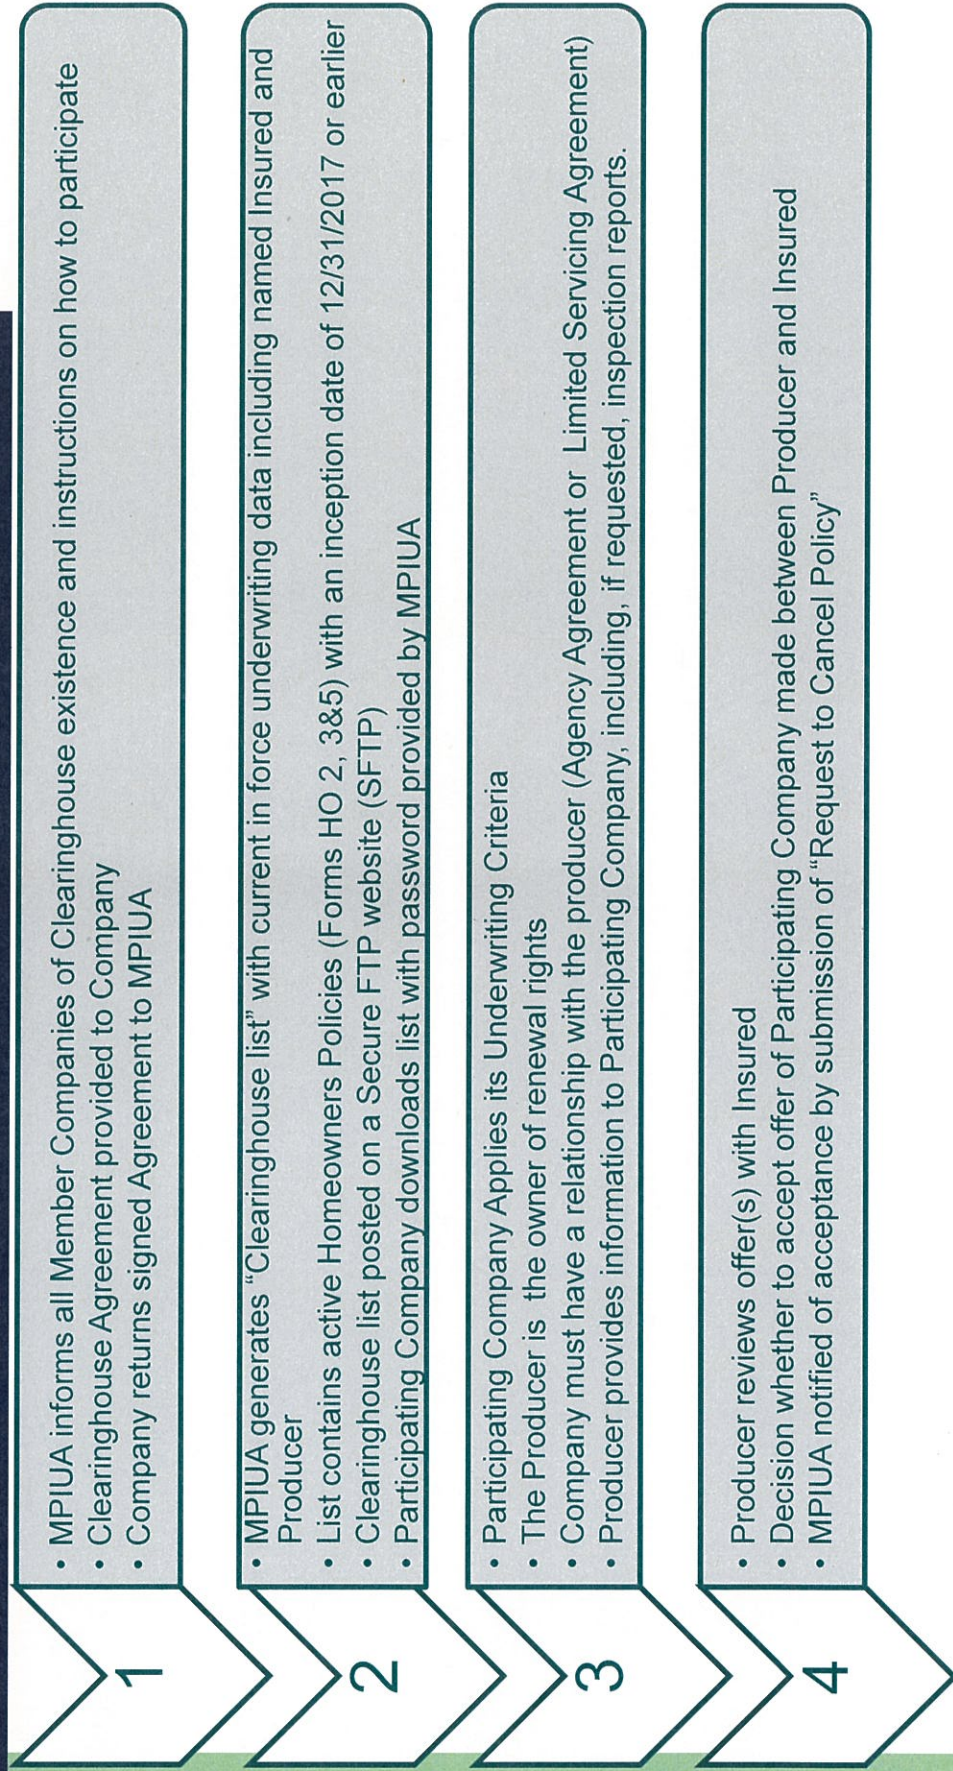 1
• MPIUA informs all Member Companies of Clearinghouse existence and instructions on how to participate
• Clearinghouse Agreement provided to Company
• Company returns signed Agreement to MPIUA
2
• MPIUA generates “Clearinghouse list” with current in force underwriting data including named Insured and
Producer
• List contains active Homeowners Policies (Forms HO 2, 3&5) with an inception date of 12/31/2017 or earlier
• Clearinghouse list posted on a Secure FTP website (SFTP)
• Participating Company downloads list with password provided by MPIUA
3
• Participating Company Applies its Underwriting Criteria
• The Producer is the owner of renewal rights
• Company must have a relationship with the producer (Agency Agreement or Limited Servicing Agreement)
• Producer provides information to Participating Company, including, if requested, inspection reports.
4
• Producer reviews offer(s) with Insured
• Decision whether to accept offer of Participating Company made between Producer and Insured
• MPIUA notified of acceptance by submission of “Request to Cancel Policy”